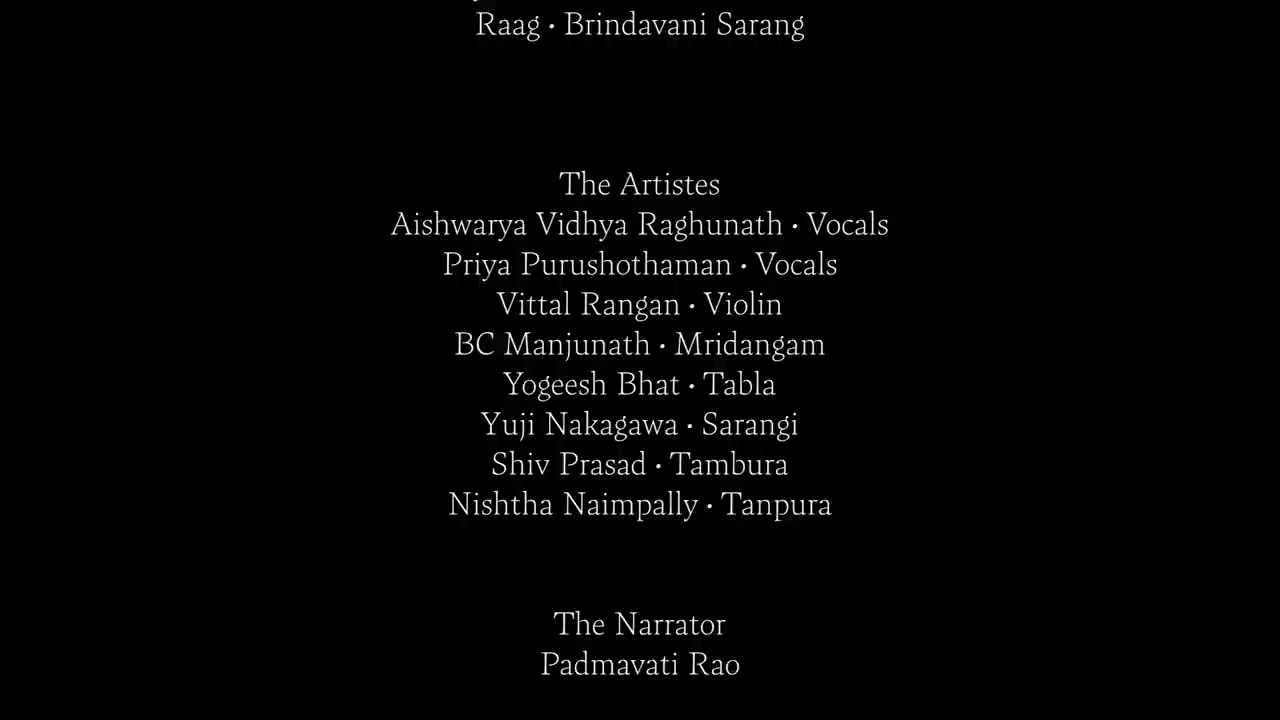 Raag • Brindavani Sarang
The Artistes
Aishwarya Vidhya Raghunath • Vocals
Priya Purushothaman • Vocals
Vittal Rangan • Violin
BC Manjunath • Mridangam
Yogeesh Bhat • Tabla
Yuji Nakagawa • Sarangi
Shiv Prasad • Tambura
Nishtha Naimpally • Tanpura
The Narrator
Padmavati Rao